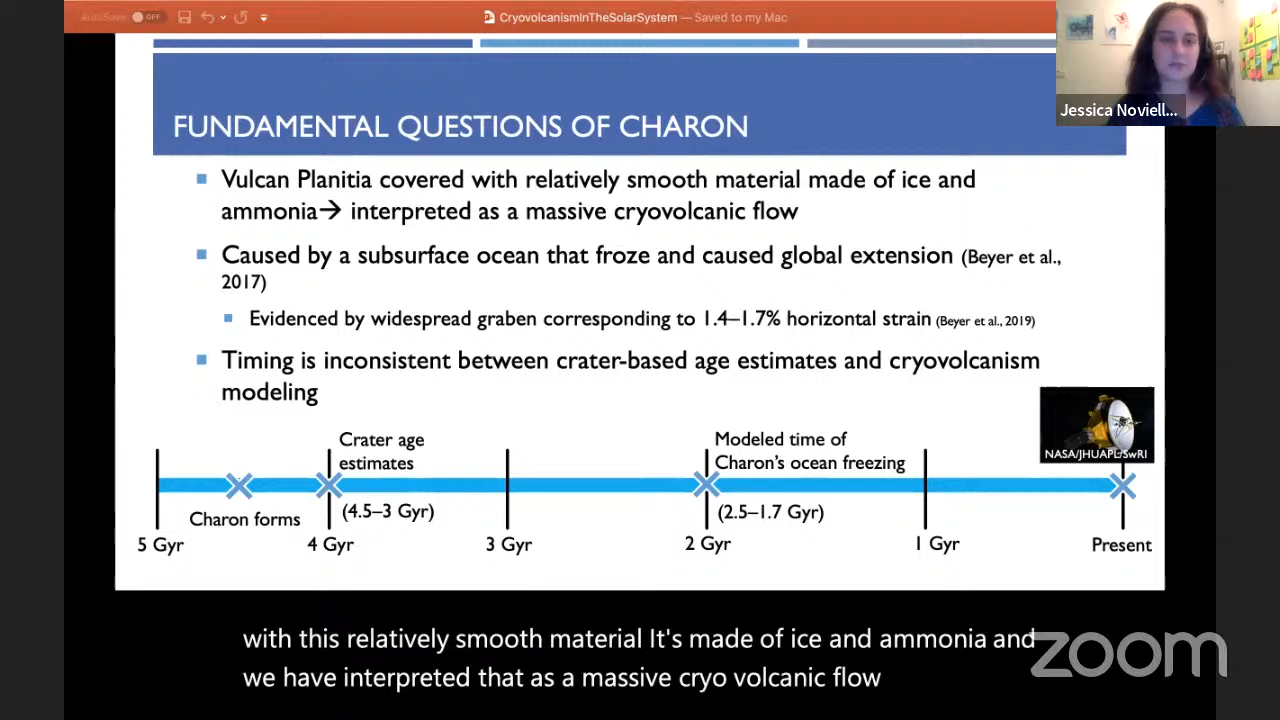 AutoSave OFF
CryovolcanismInTheSolarSystem — Saved to my Mac
Jessica Noviell...
FUNDAMENTAL QUESTIONS OF CHARON
Vulcan Planitia covered with relatively smooth material made of ice and
ammonia→ interpreted as a massive cryovolcanic flow
Caused by a subsurface ocean that froze and caused global extension (Beyer et al.,
2017)
Evidenced by widespread graben corresponding to 1.4–1.7% horizontal strain (Beyer et al., 2019)
Timing is inconsistent between crater-based age estimates and cryovolcanism
modeling
Crater age
estimates
Modeled time of
Charon's ocean freezing
NASA/JHUAPL/SwRI
Charon forms
(4.5–3 Gyr)
(2.5–1.7 Gyr)
5 Gyr
4 Gyr
3 Gyr
2 Gyr
1 Gyr
Present
with this relatively smooth material It's made of ice and ammonia and
we have interpreted that as a massive cryo volcanic flow
zoom